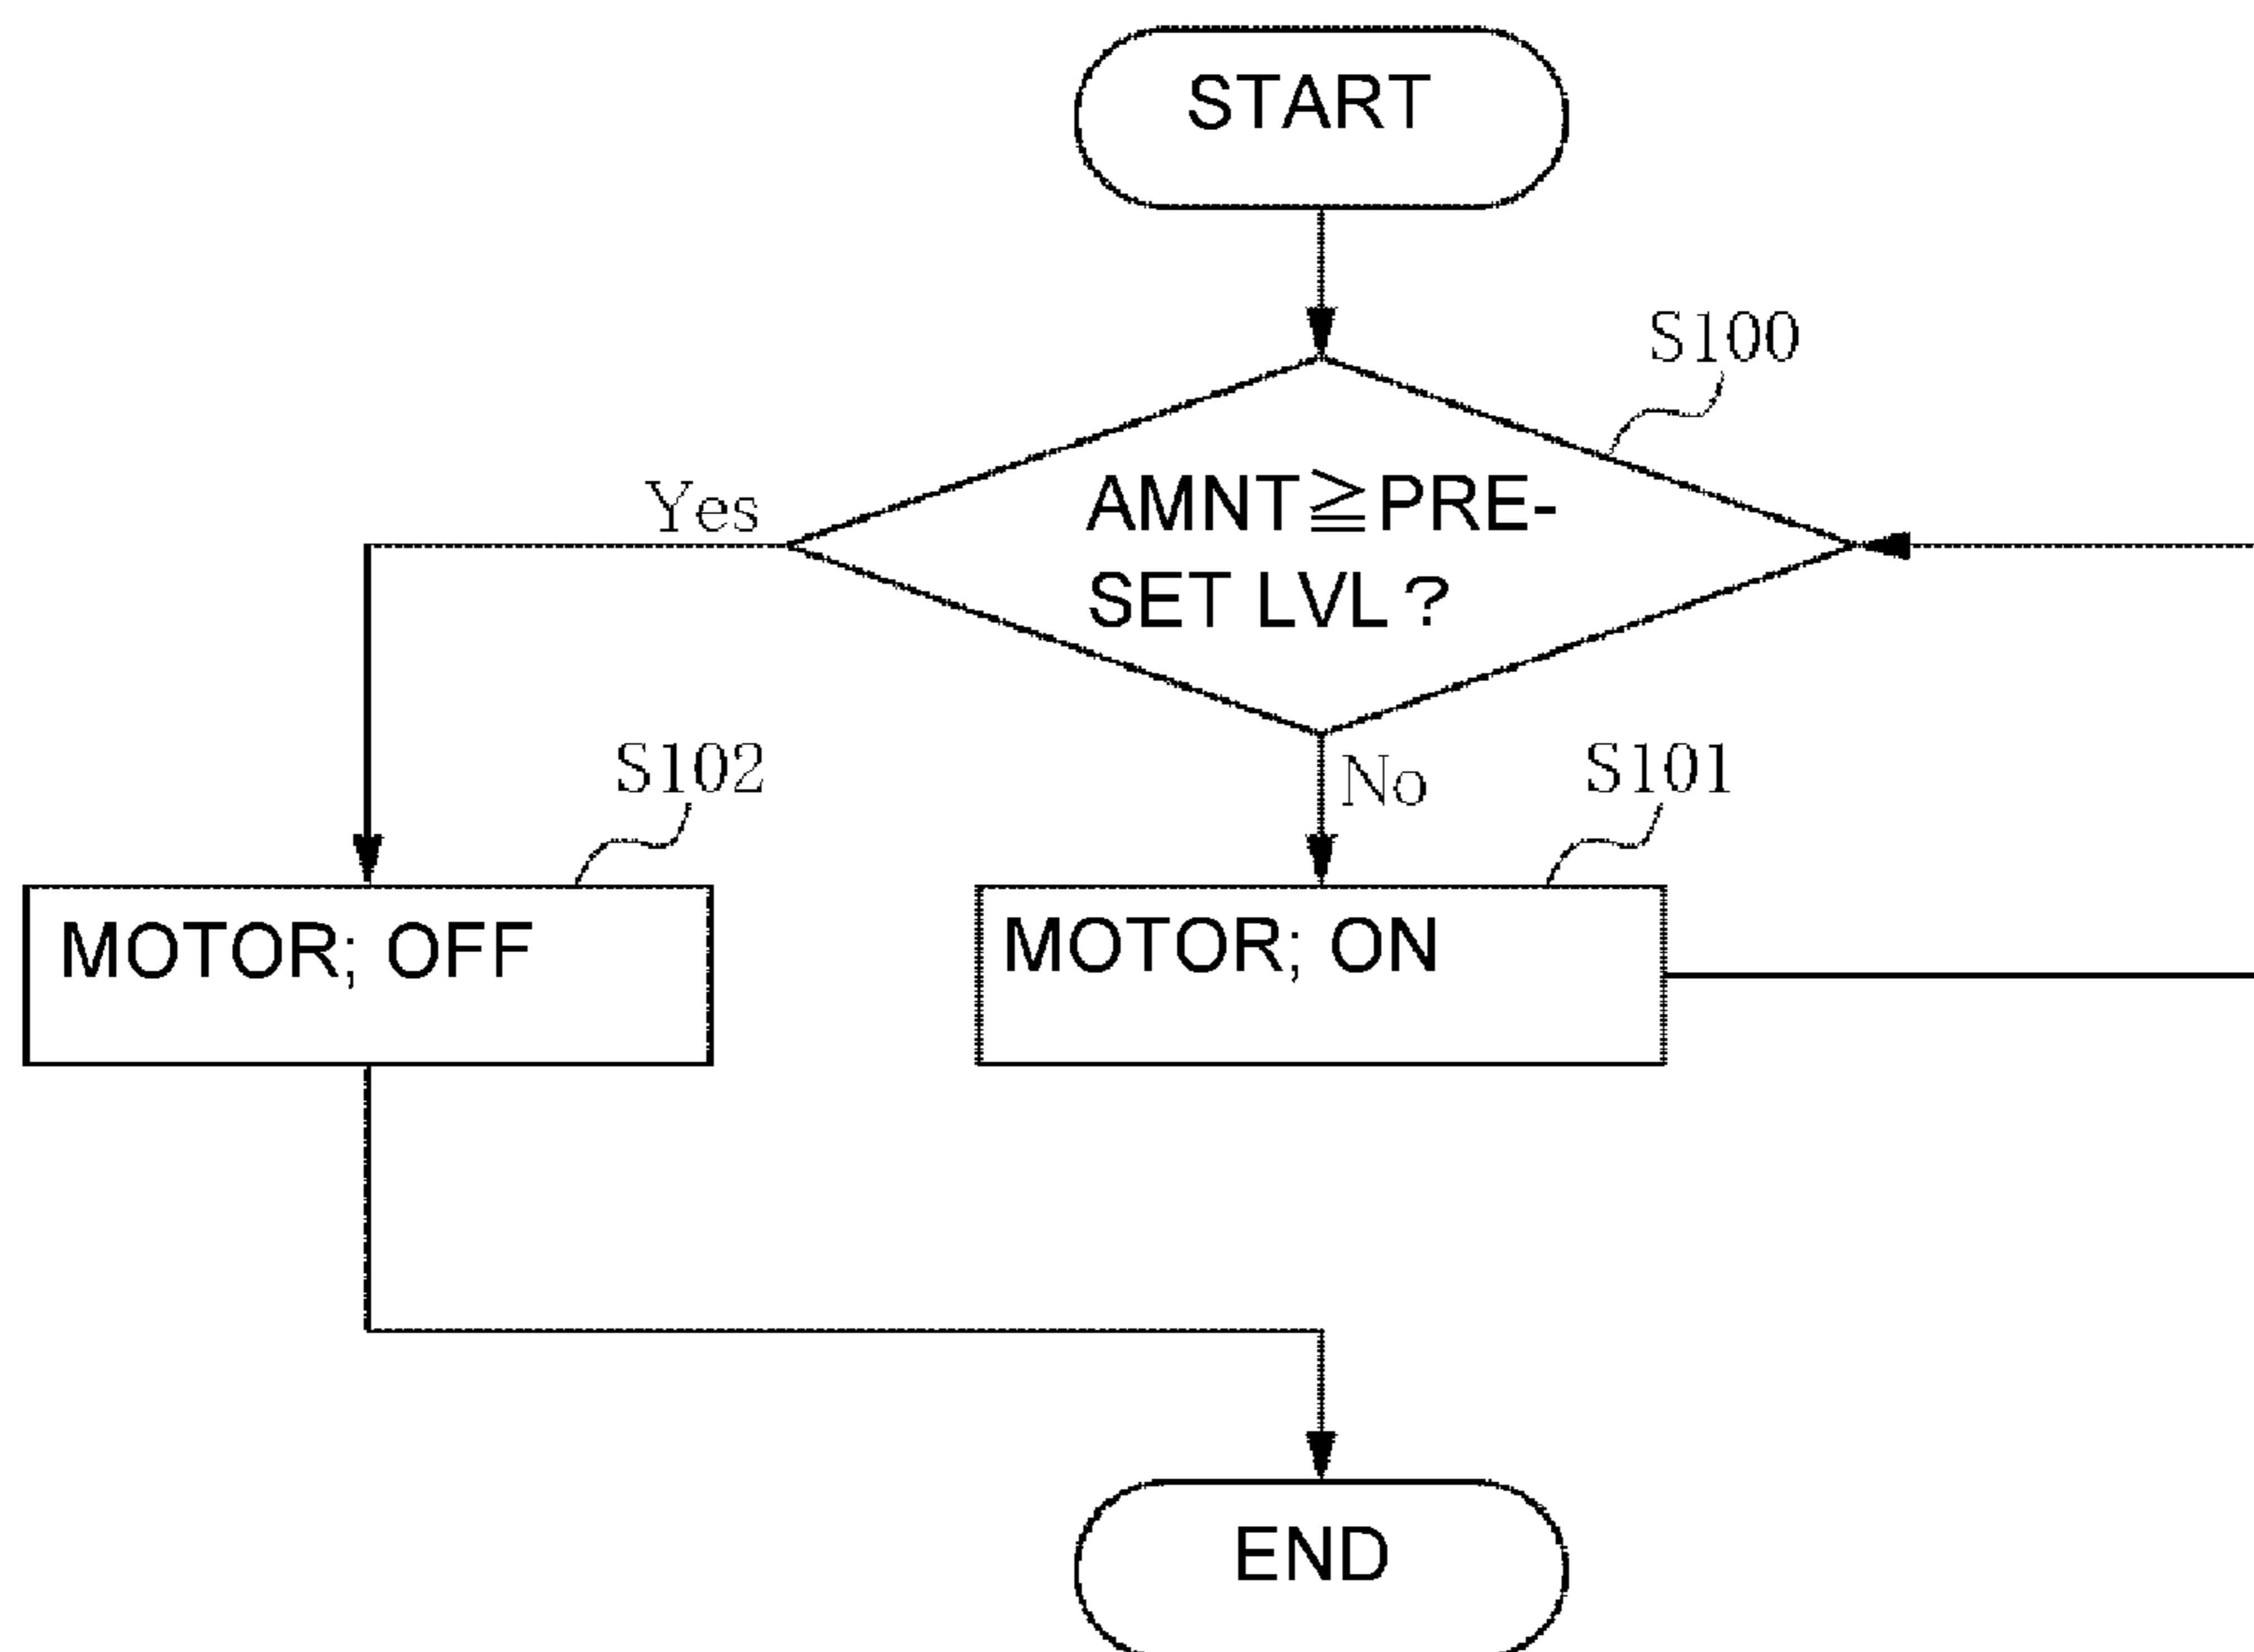 START
S100
AMNT≧PRE-
SET LVL ?
Yes
No
S102
S101
MOTOR; OFF
MOTOR; ON
END